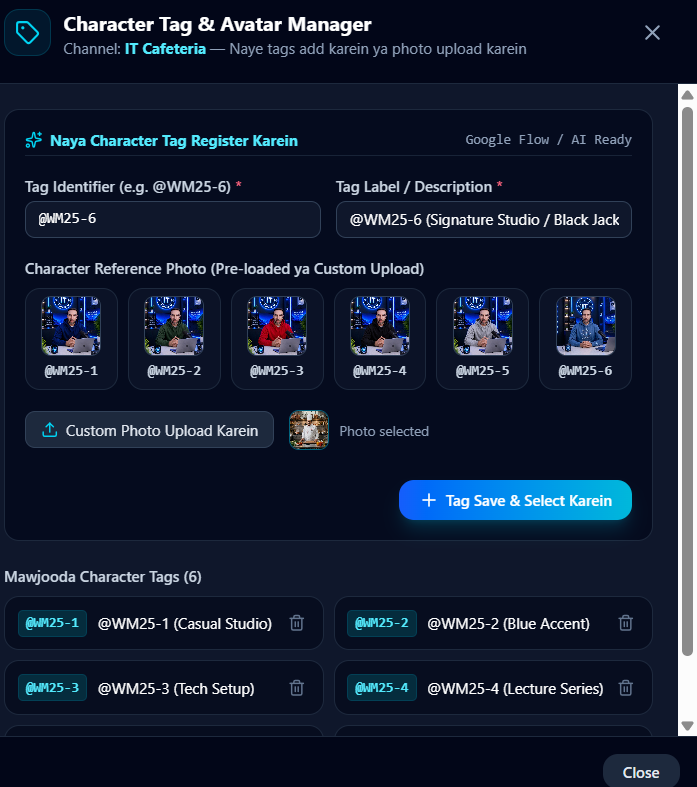 Character Tag & Avatar Manager
Channel: IT Cafeteria — Naye tags add karein ya photo upload karein
Naya Character Tag Register Karein
Google Flow / AI Ready
Tag Identifier (e.g. @WM25-6) *
Tag Label / Description *
@WM25-6
@WM25-6 (Signature Studio / Black Jack
Character Reference Photo (Pre-loaded ya Custom Upload)
@WM25-1
@WM25-2
@WM25-3
@WM25-4
@WM25-5
@WM25-6
Custom Photo Upload Karein
Photo selected
Tag Save & Select Karein
Mawjooda Character Tags (6)
@WM25-1 @WM25-1 (Casual Studio)
@WM25-2 @WM25-2 (Blue Accent)
@WM25-3 @WM25-3 (Tech Setup)
@WM25-4 @WM25-4 (Lecture Series)
Close